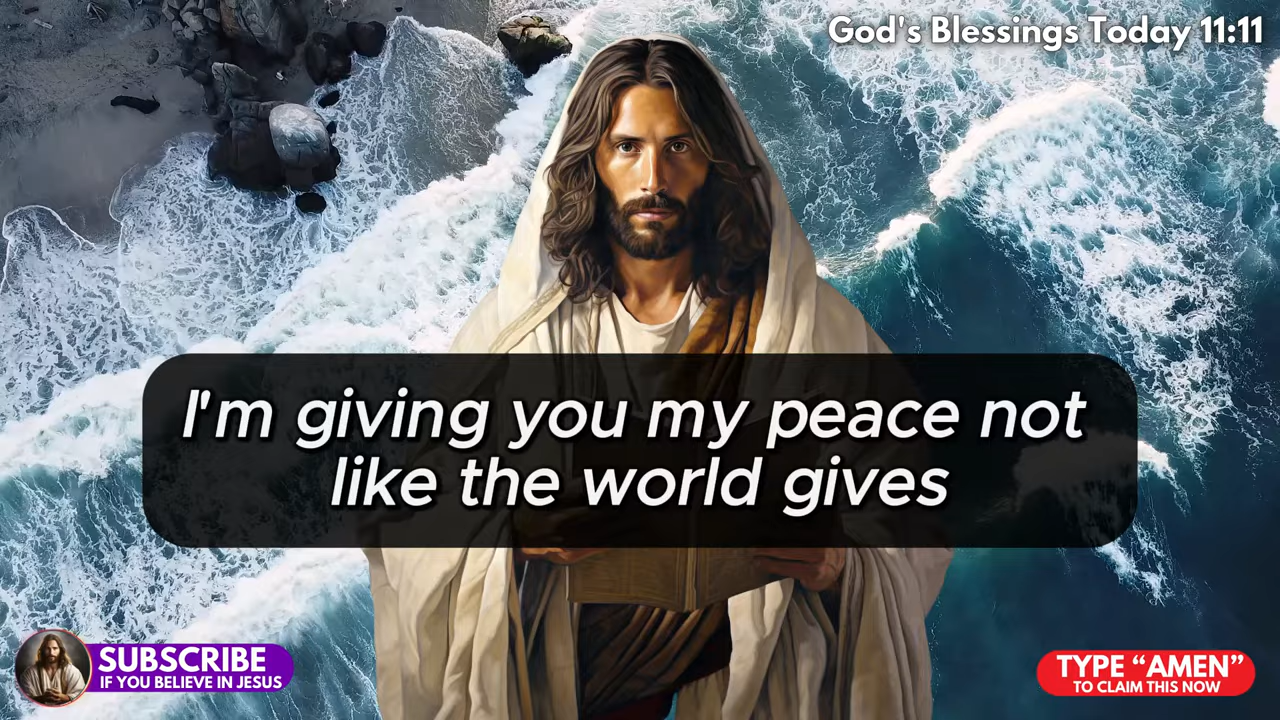 God's Blessings Today 11:11
I'm giving you my peace not
like the world gives
SUBSCRIBE
IF YOU BELIEVE IN JESUS
TYPE “AMEN”
TO CLAIM THIS NOW